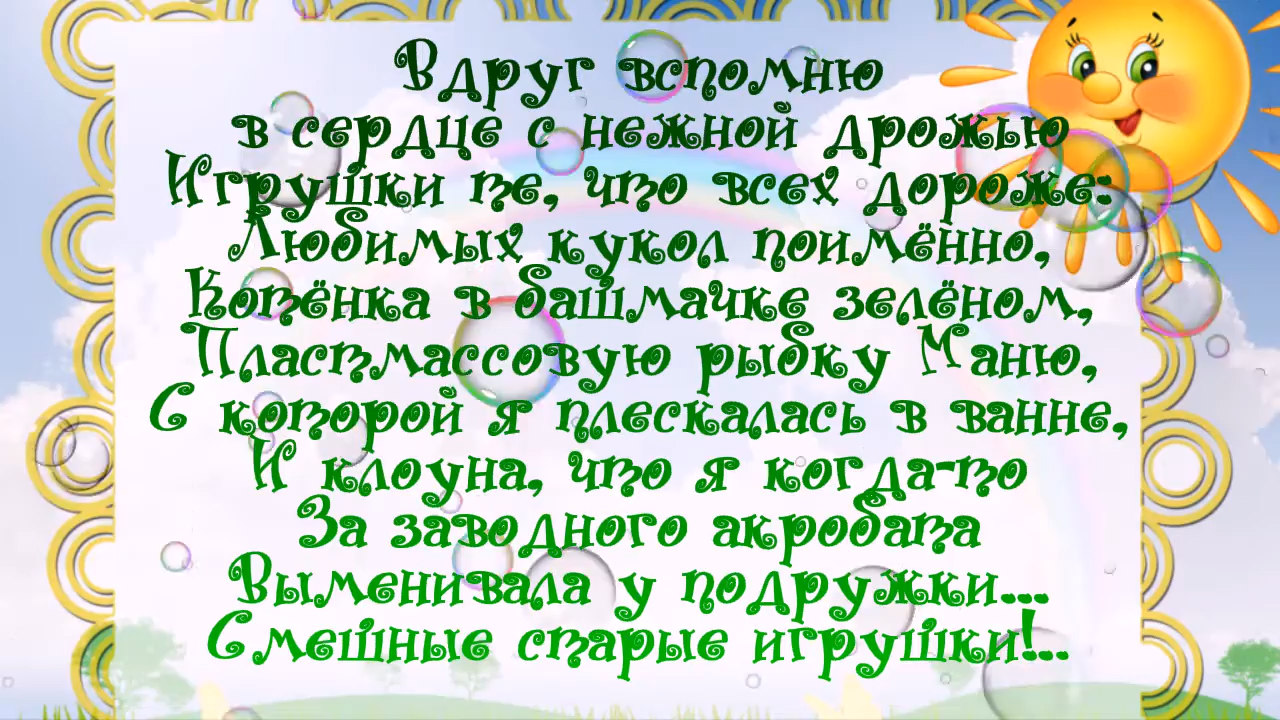 Вдруг вспомню
в сердце с нежной дрожью
Игрушки те, что всех дороже:
Любимых кукол поимённо,
Котёнка в башмачке зелёном,
Пластмассовую рыбку Маню,
С которой я плескалась в ванне,
И клоуна, что я когда-то
За заводного акробата
Выменивала у подружки...
Смешные старые игрушки!..